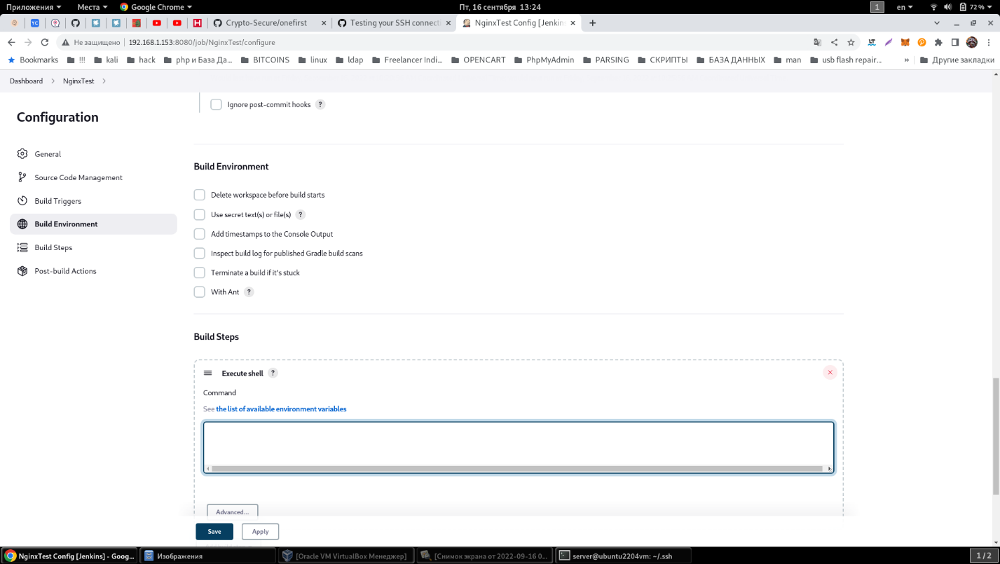 Приложения Места Google Chrome Пт, 16 сентября 13:24 1 en 72%
Crypto-Secure/onefirst Testing your SSH connecti NginxTest Config [Jenkins
Не защищено 192.168.1.153:8080/job/NginxTest/configure
Bookmarks !!! kali hack php и База Да... BITCOINS linux ldap Freelancer Indi... OPENCART PhpMyAdmin PARSING СКРИПТЫ БАЗА ДАННЫХ man usb flash repair... » Другие закладки
Dashboard NginxTest
Ignore post-commit hooks ?
Configuration
General
Source Code Management
Build Triggers
Build Environment
Build Steps
Post-build Actions
Build Environment
Delete workspace before build starts
Use secret text(s) or file(s) ?
Add timestamps to the Console Output
Inspect build log for published Gradle build scans
Terminate a build if it's stuck
With Ant ?
Build Steps
Execute shell ?
Command
See the list of available environment variables
Advanced...
Save Apply
NginxTest Config [Jenkins] - Goog... Изображения [Oracle VM VirtualBox Менеджер] [Снимок экрана от 2022-09-16 0... server@ubuntu2204vm: ~/.ssh 1 / 2